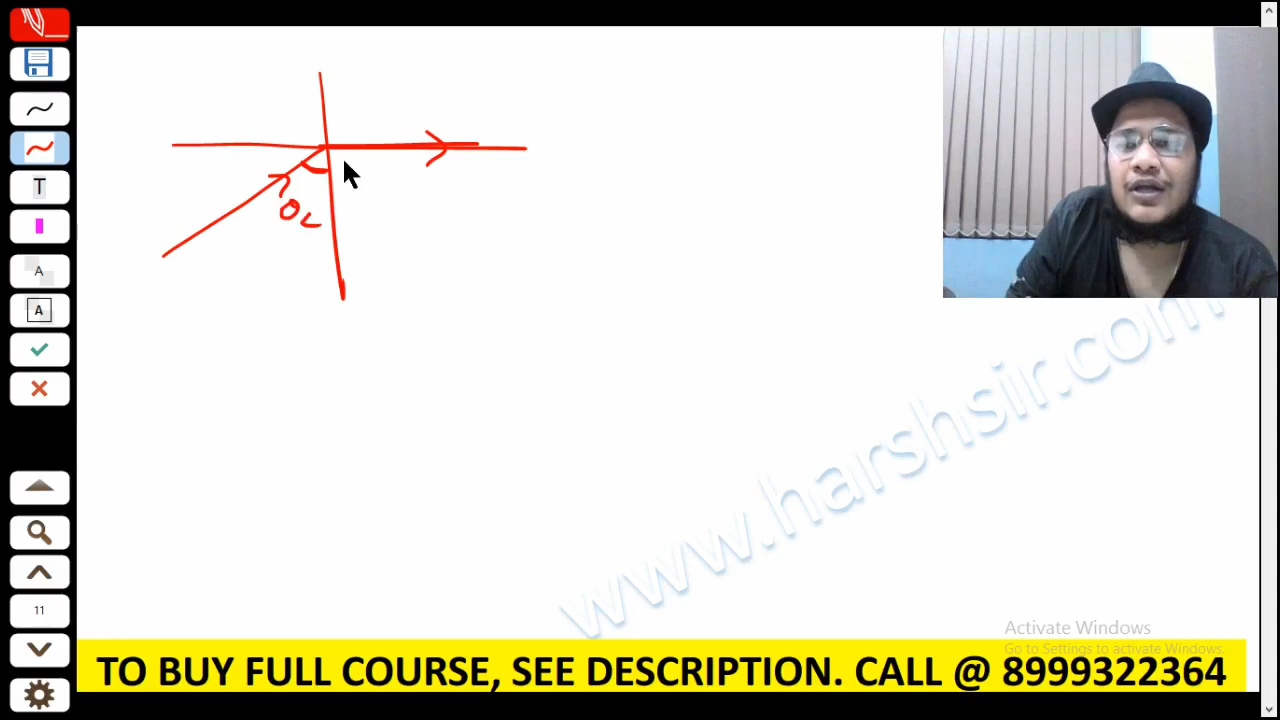 θc
T
A
A
11
www.harshsir.com
Activate Windows
Go to Settings to activate Windows.
TO BUY FULL COURSE, SEE DESCRIPTION. CALL @ 8999322364